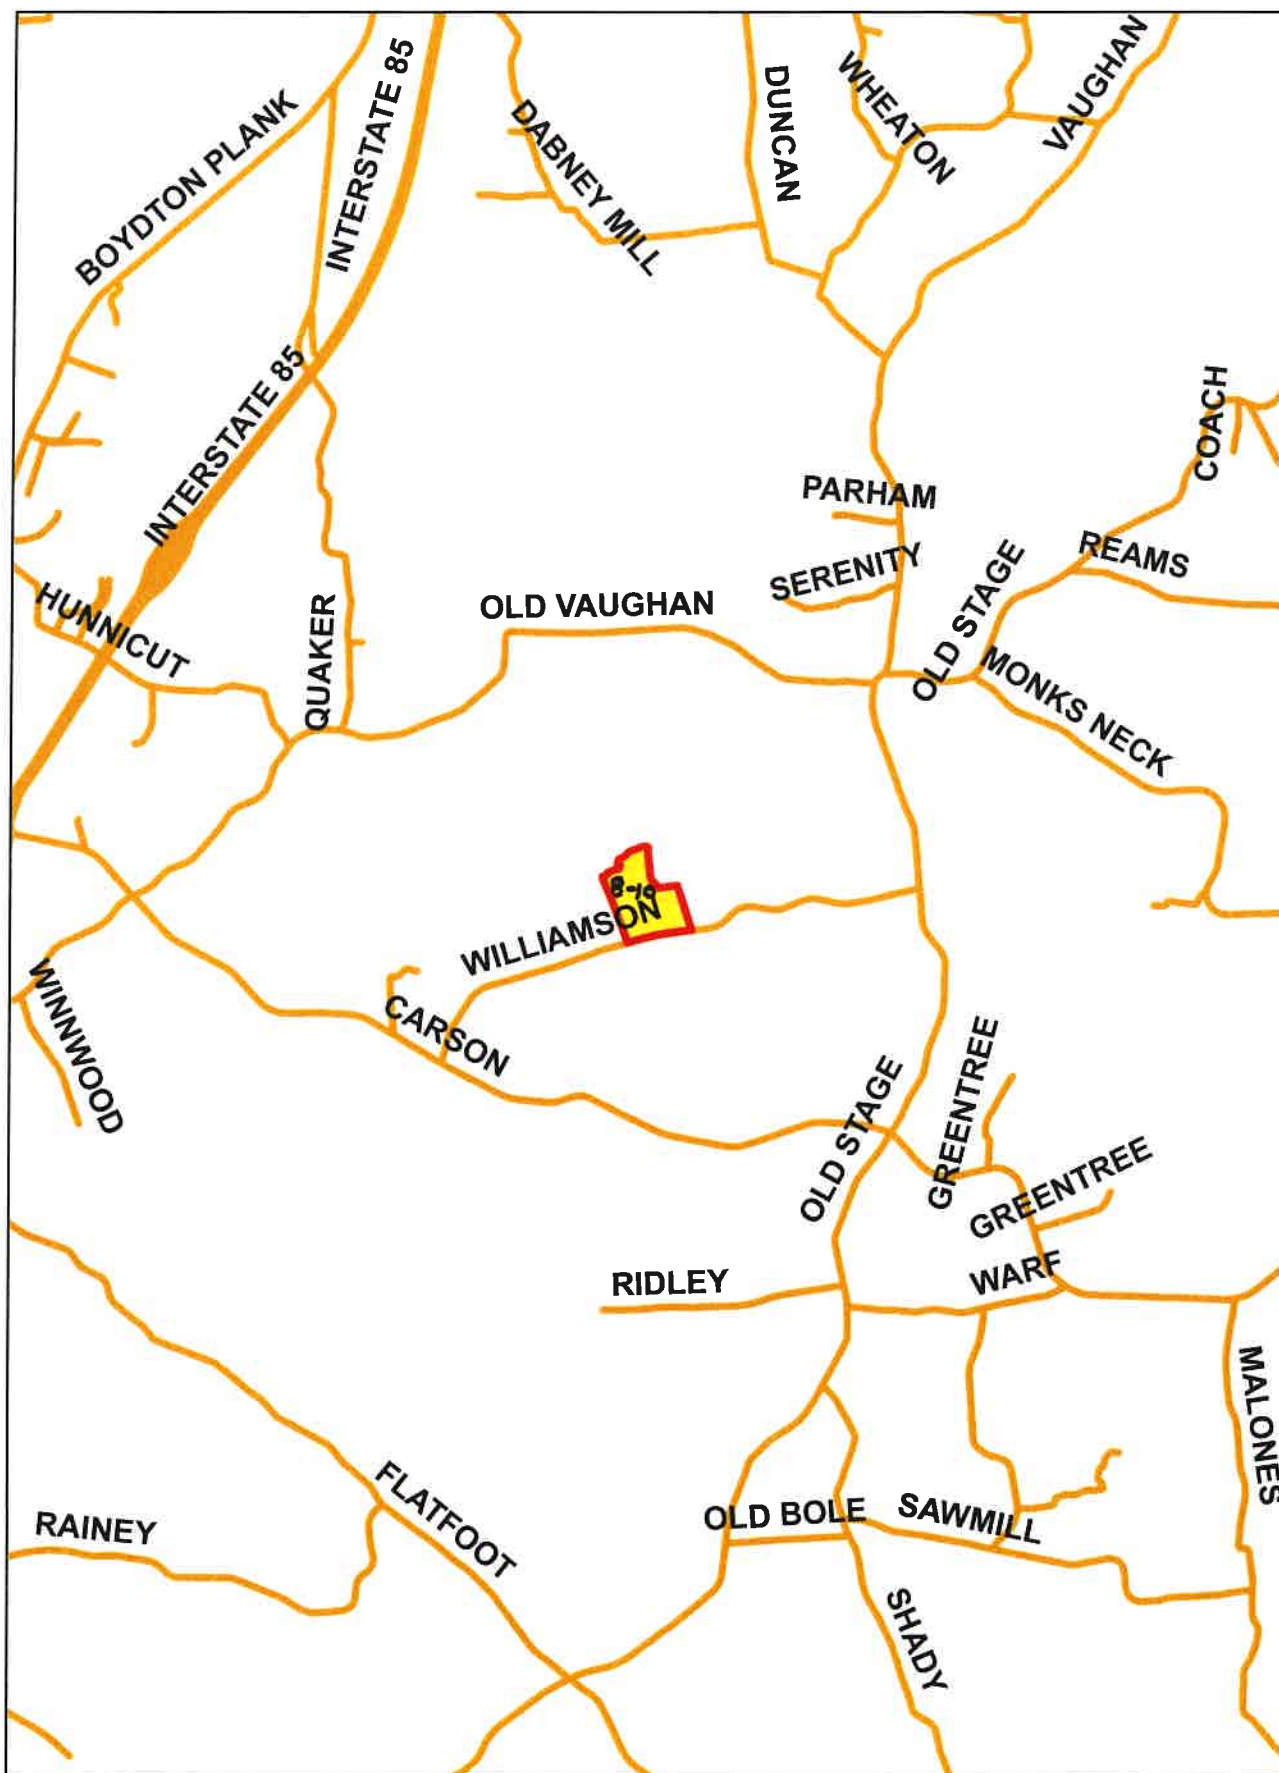 INTERSTATE 85
BOYDTON PLANK
DABNEY MILL
DUNCAN
WHEATON
VAUGHAN
INTERSTATE 85
COACH
PARHAM
SERENITY
OLD STAGE
REAMS
HUNNICUT
QUAKER
OLD VAUGHAN
MONKS NECK
8-10
WILLIAMSON
WINNWOOD
CARSON
OLD STAGE
GREENTREE
GREENTREE
RIDLEY
WARF
MALONES
FLATFOOT
RAINEY
OLD BOLE
SAWMILL
SHADY